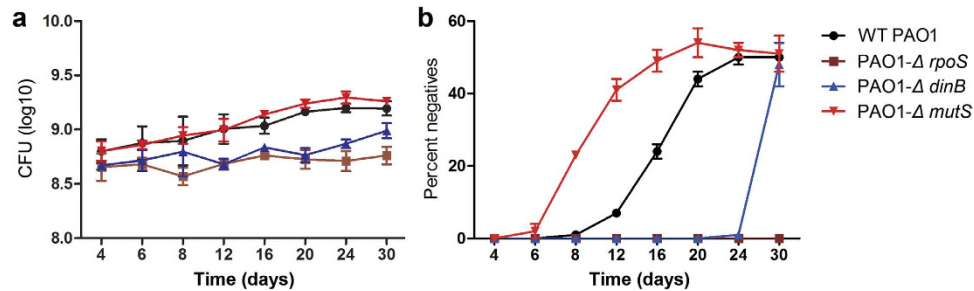 a
CFU (log10)
10.0
9.5
9.0
8.5
8.0
4 6 8 12 16 20 24 30
Time (days)
b
Percent negatives
60
40
20
0
4 6 8 12 16 20 24 30
Time (days)
WT PAO1
PAO1-Δ rpoS
PAO1-Δ dinB
PAO1-Δ mutS